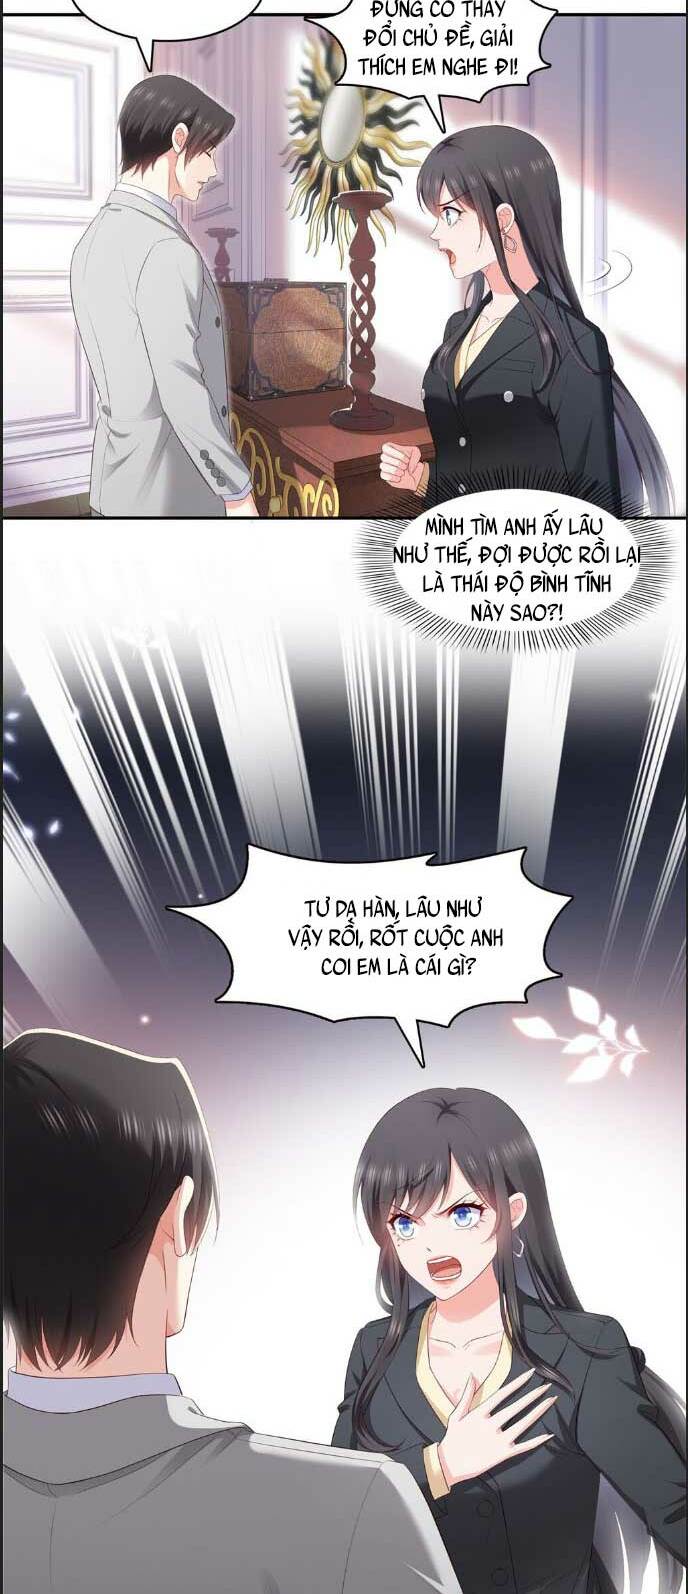 ĐỪNG CÓ THAY
ĐỔI CHỦ ĐỀ, GIẢI
THÍCH EM NGHE ĐI!
MÌNH TÌM ANH ẤY LÂU
NHƯ THẾ, ĐỢI ĐƯỢC RỒI LẠI
LÀ THÁI ĐỘ BÌNH TĨNH
NÀY SAO?!
TƯ DẠ HÀN, LÂU NHƯ
VẬY RỒI, RỐT CUỘC ANH
COI EM LÀ CÁI GÌ?